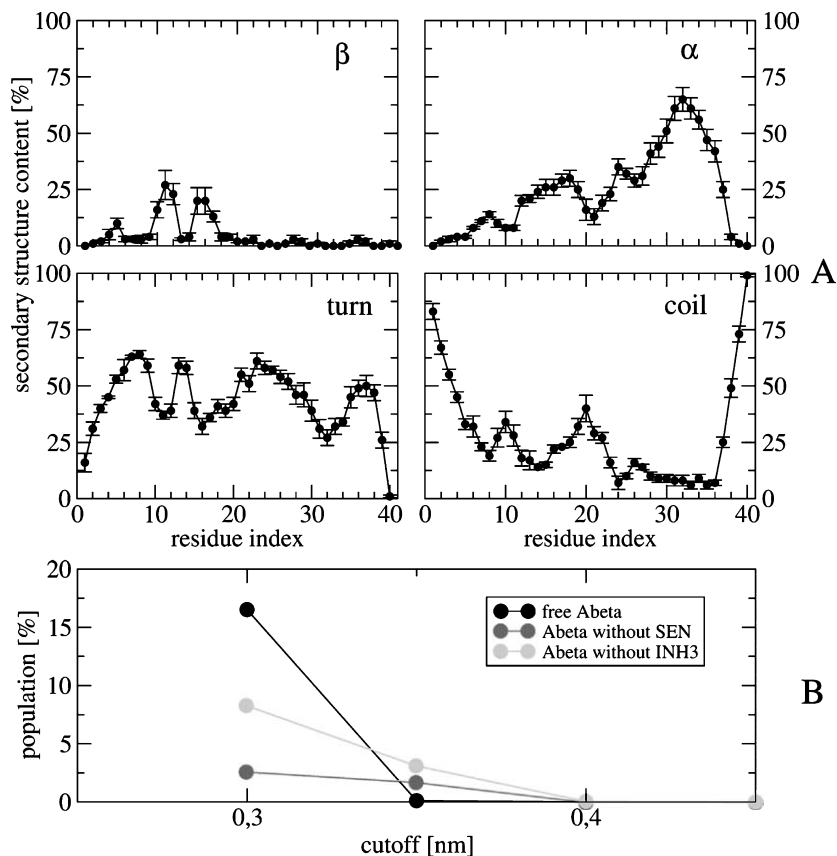 secondary structure content [%]
100
75
50
25
0
β
α
100
75
50
25
0
A
100
75
50
25
0
turn
coil
100
75
50
25
0
0 10 20 30 40
0 10 20 30 40
residue index
residue index
population [%]
20
15
10
5
0
free Abeta
Abeta without SEN
Abeta without INH3
B
0,3 0,4
cutoff [nm]